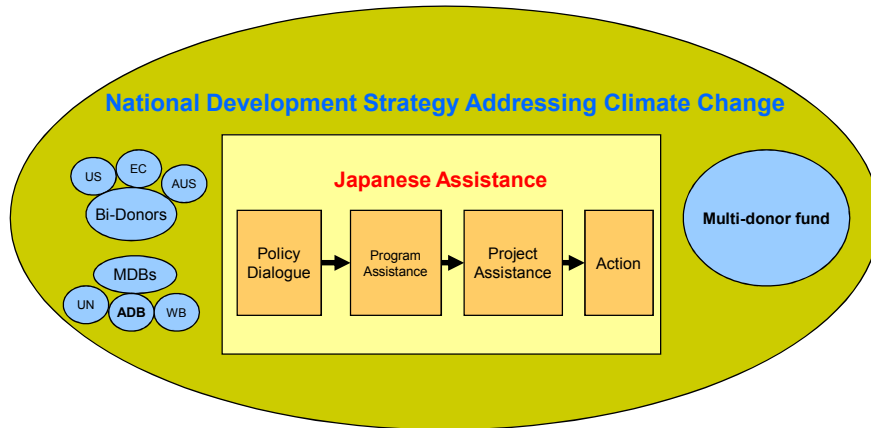 National Development Strategy Addressing Climate Change
US
EC
AUS
Bi-Donors
MDBs
UN
ADB
WB
Japanese Assistance
Policy
Dialogue
Program
Assistance
Project
Assistance
Action
Multi-donor fund